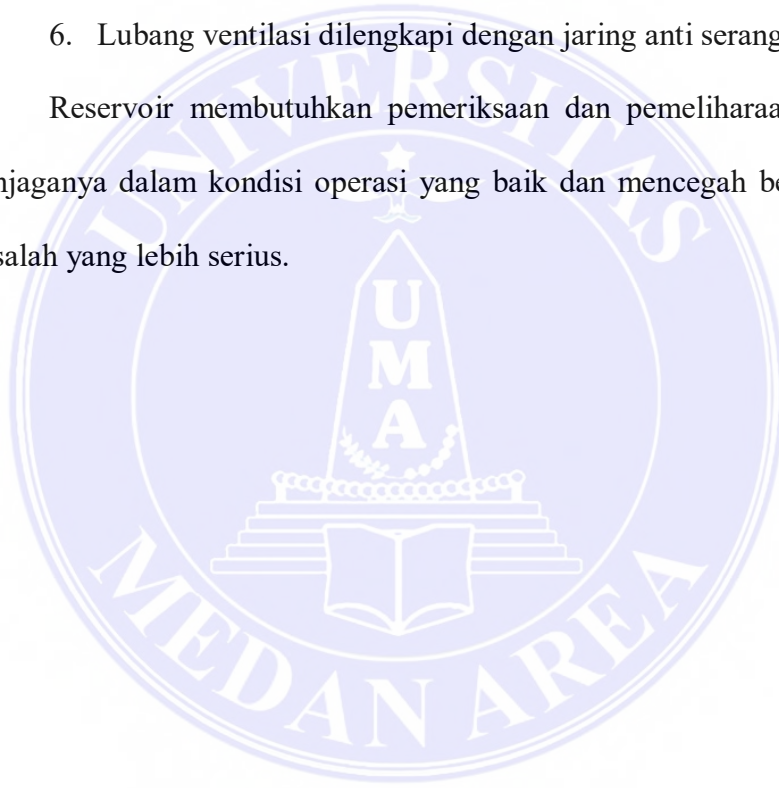 6. Lubang ventilasi dilengkapi dengan jaring anti serang
Reservoir membutuhkan pemeriksaan dan pemeliharaa
njaganya dalam kondisi operasi yang baik dan mencegah be
salah yang lebih serius.
UNIVERSITAS
U
M
A
MEDAN AREA